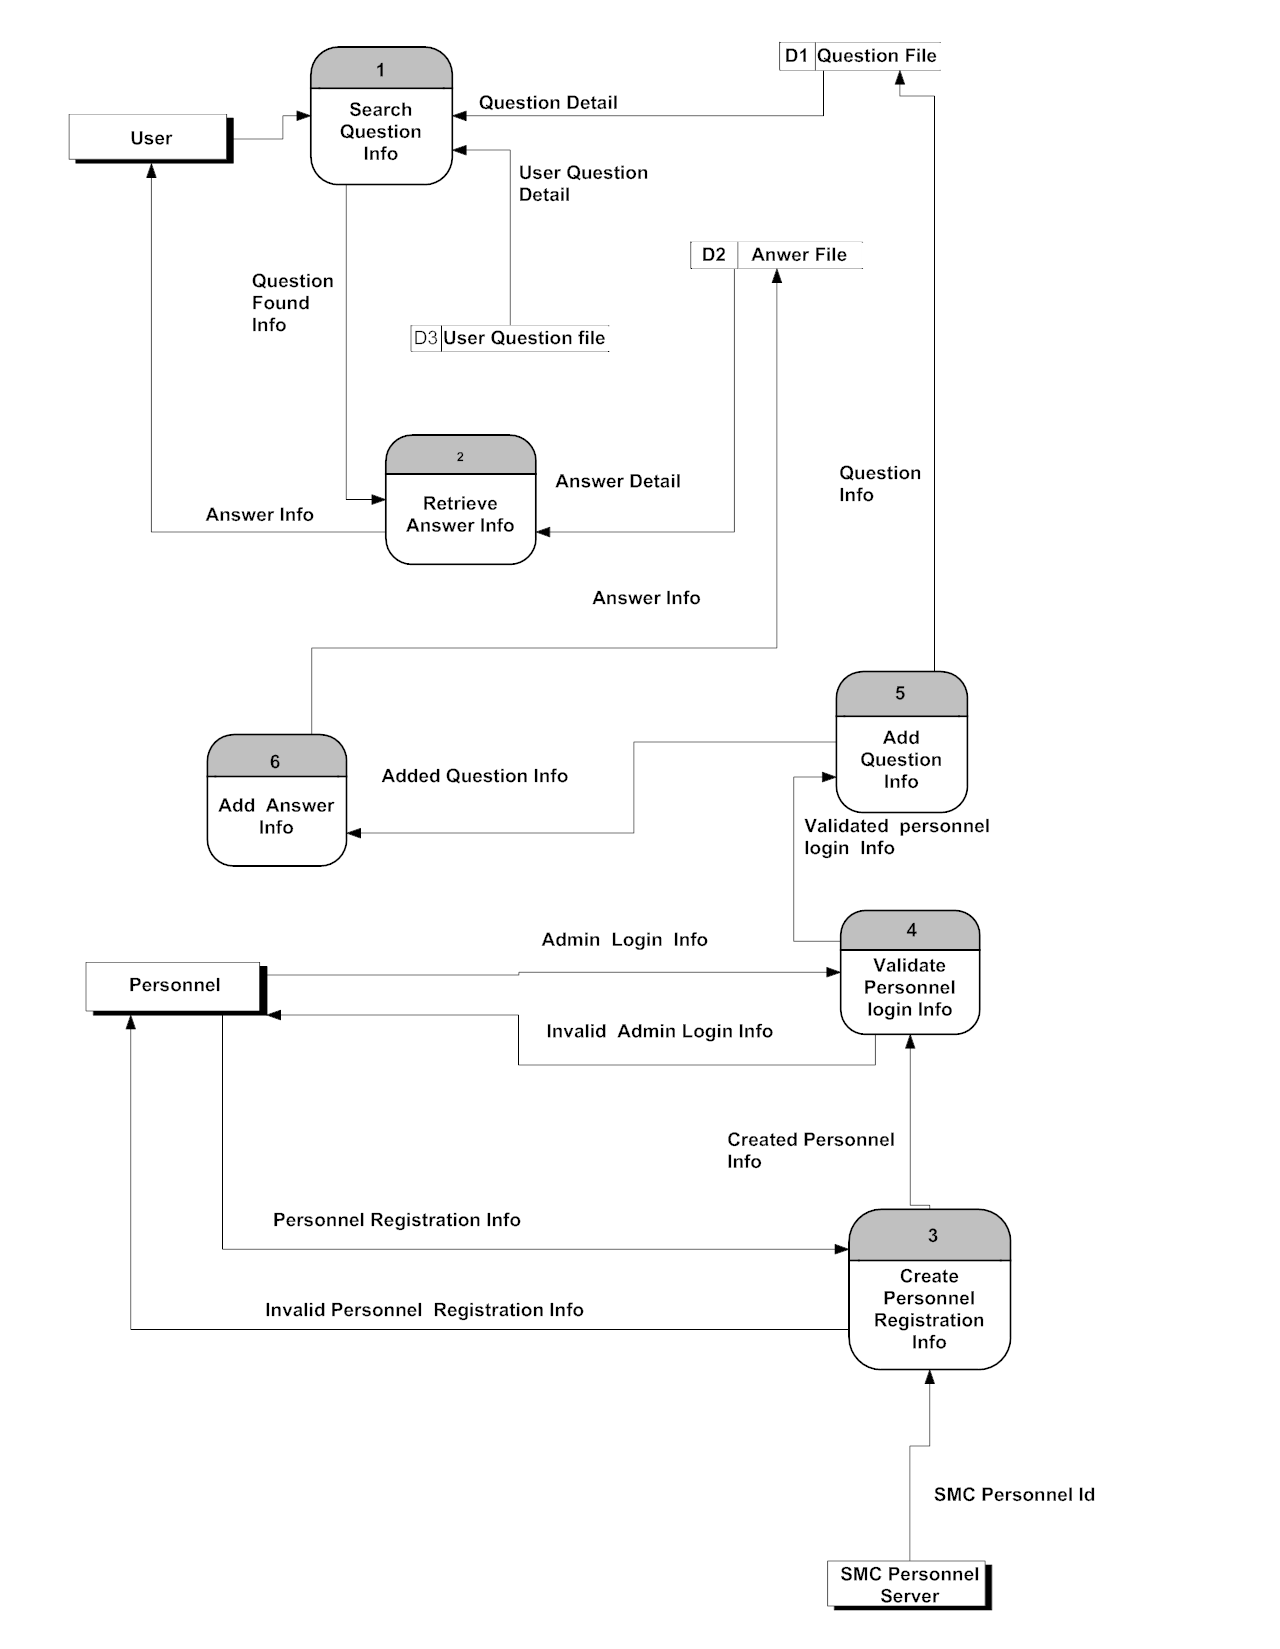 D1 Question File
1
Search
Question
Info
Question Detail
User
User Question
Detail
D2 Anwer File
Question
Found
Info
D3 User Question file
2
Retrieve
Answer Info
Answer Detail
Question
Info
Answer Info
Answer Info
5
Add
Question
Info
6
Add Answer
Info
Added Question Info
Validated personnel
login Info
4
Validate
Personnel
login Info
Admin Login Info
Personnel
Invalid Admin Login Info
Created Personnel
Info
Personnel Registration Info
3
Create
Personnel
Registration
Info
Invalid Personnel Registration Info
SMC Personnel Id
SMC Personnel
Server